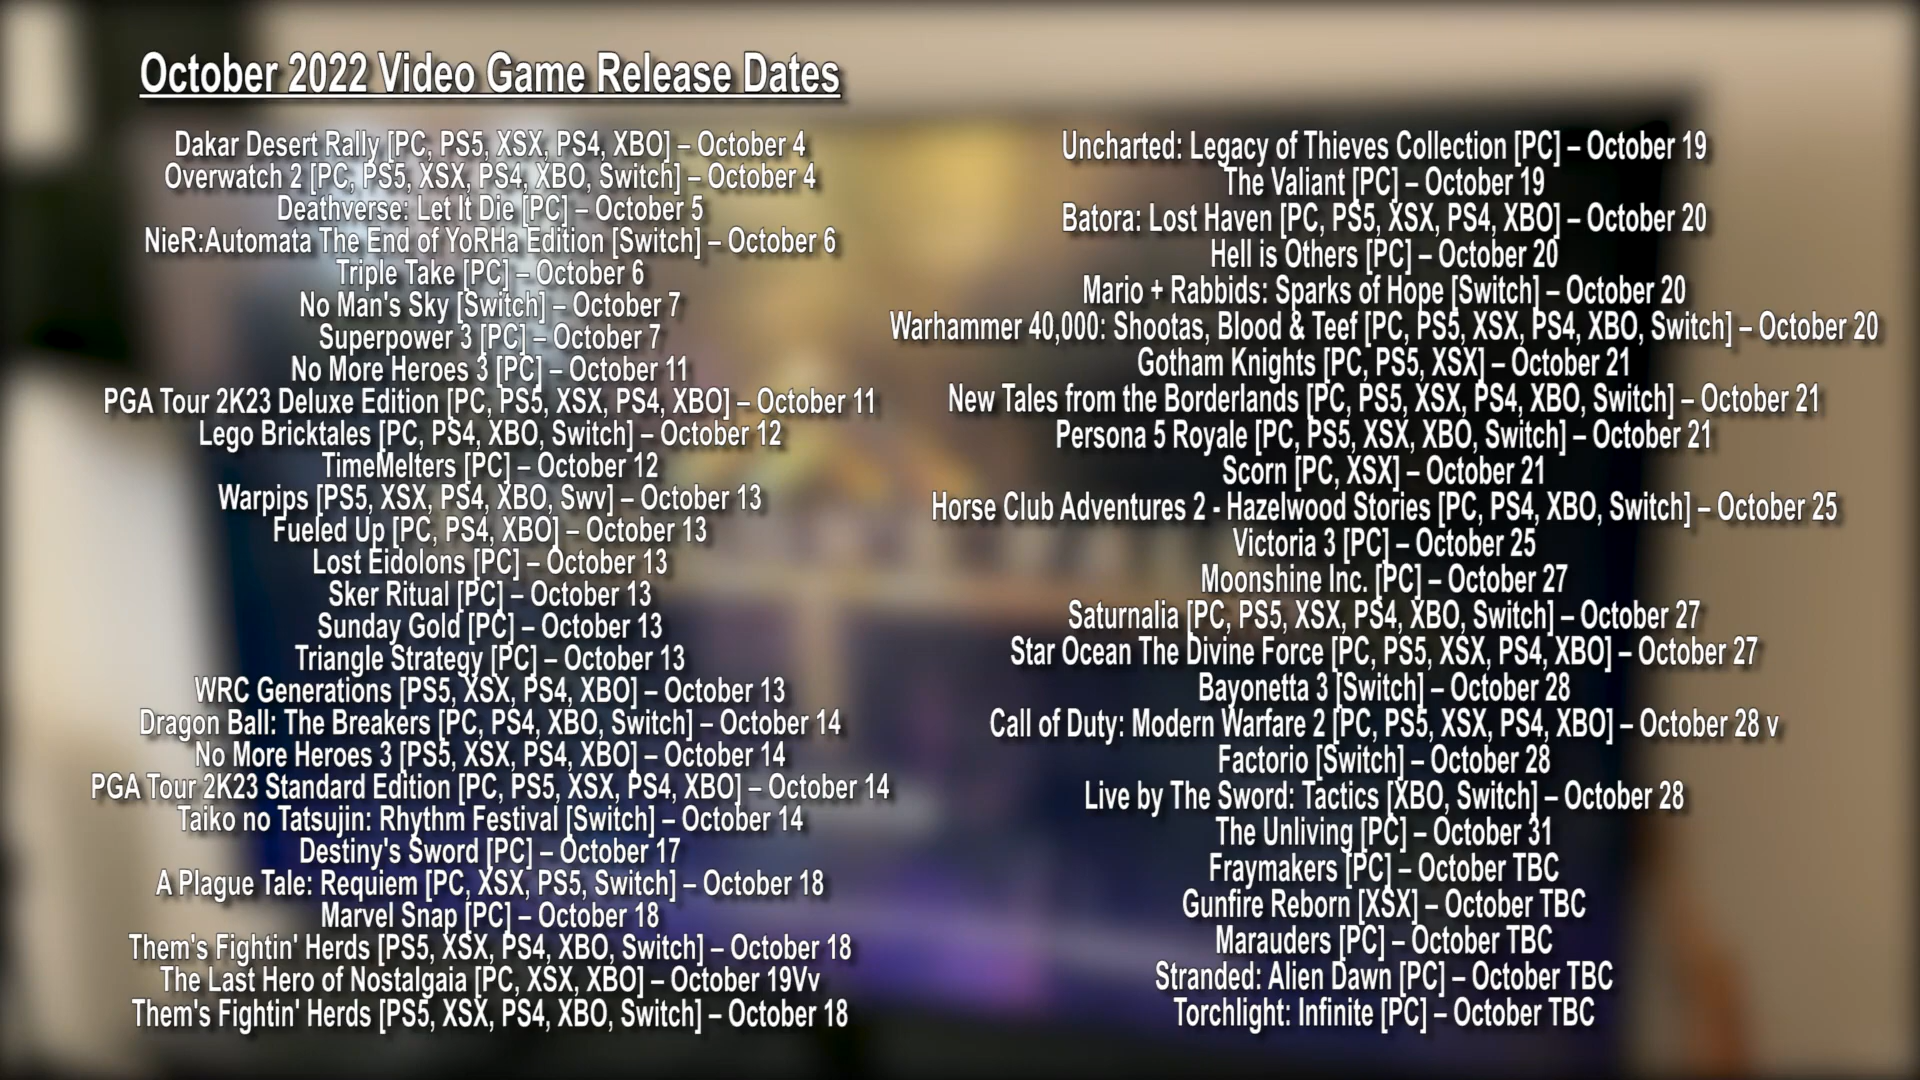 October 2022 Video Game Release Dates
Dakar Desert Rally [PC, PS5, XSX, PS4, XBO] – October 4
Overwatch 2 [PC, PS5, XSX, PS4, XBO, Switch] – October 4
Deathverse: Let It Die [PC] – October 5
NieR:Automata The End of YoRHa Edition [Switch] – October 6
Triple Take [PC] – October 6
No Man's Sky [Switch] – October 7
Superpower 3 [PC] – October 7
No More Heroes 3 [PC] – October 11
PGA Tour 2K23 Deluxe Edition [PC, PS5, XSX, PS4, XBO] – October 11
Lego Bricktales [PC, PS4, XBO, Switch] – October 12
TimeMelters [PC] – October 12
Warpips [PS5, XSX, PS4, XBO, Swv] – October 13
Fueled Up [PC, PS4, XBO] – October 13
Lost Eidolons [PC] – October 13
Sker Ritual [PC] – October 13
Sunday Gold [PC] – October 13
Triangle Strategy [PC] – October 13
WRC Generations [PS5, XSX, PS4, XBO] – October 13
Dragon Ball: The Breakers [PC, PS4, XBO, Switch] – October 14
No More Heroes 3 [PS5, XSX, PS4, XBO] – October 14
PGA Tour 2K23 Standard Edition [PC, PS5, XSX, PS4, XBO] – October 14
Taiko no Tatsujin: Rhythm Festival [Switch] – October 14
Destiny's Sword [PC] – October 17
A Plague Tale: Requiem [PC, XSX, PS5, Switch] – October 18
Marvel Snap [PC] – October 18
Them's Fightin' Herds [PS5, XSX, PS4, XBO, Switch] – October 18
The Last Hero of Nostalgaia [PC, XSX, XBO] – October 19Vv
Them's Fightin' Herds [PS5, XSX, PS4, XBO, Switch] – October 18
Uncharted: Legacy of Thieves Collection [PC] – October 19
The Valiant [PC] – October 19
Batora: Lost Haven [PC, PS5, XSX, PS4, XBO] – October 20
Hell is Others [PC] – October 20
Mario + Rabbids: Sparks of Hope [Switch] – October 20
Warhammer 40,000: Shootas, Blood & Teef [PC, PS5, XSX, PS4, XBO, Switch] – October 20
Gotham Knights [PC, PS5, XSX] – October 21
New Tales from the Borderlands [PC, PS5, XSX, PS4, XBO, Switch] – October 21
Persona 5 Royale [PC, PS5, XSX, XBO, Switch] – October 21
Scorn [PC, XSX] – October 21
Horse Club Adventures 2 - Hazelwood Stories [PC, PS4, XBO, Switch] – October 25
Victoria 3 [PC] – October 25
Moonshine Inc. [PC] – October 27
Saturnalia [PC, PS5, XSX, PS4, XBO, Switch] – October 27
Star Ocean The Divine Force [PC, PS5, XSX, PS4, XBO] – October 27
Bayonetta 3 [Switch] – October 28
Call of Duty: Modern Warfare 2 [PC, PS5, XSX, PS4, XBO] – October 28 v
Factorio [Switch] – October 28
Live by The Sword: Tactics [XBO, Switch] – October 28
The Unliving [PC] – October 31
Fraymakers [PC] – October TBC
Gunfire Reborn [XSX] – October TBC
Marauders [PC] – October TBC
Stranded: Alien Dawn [PC] – October TBC
Torchlight: Infinite [PC] – October TBC